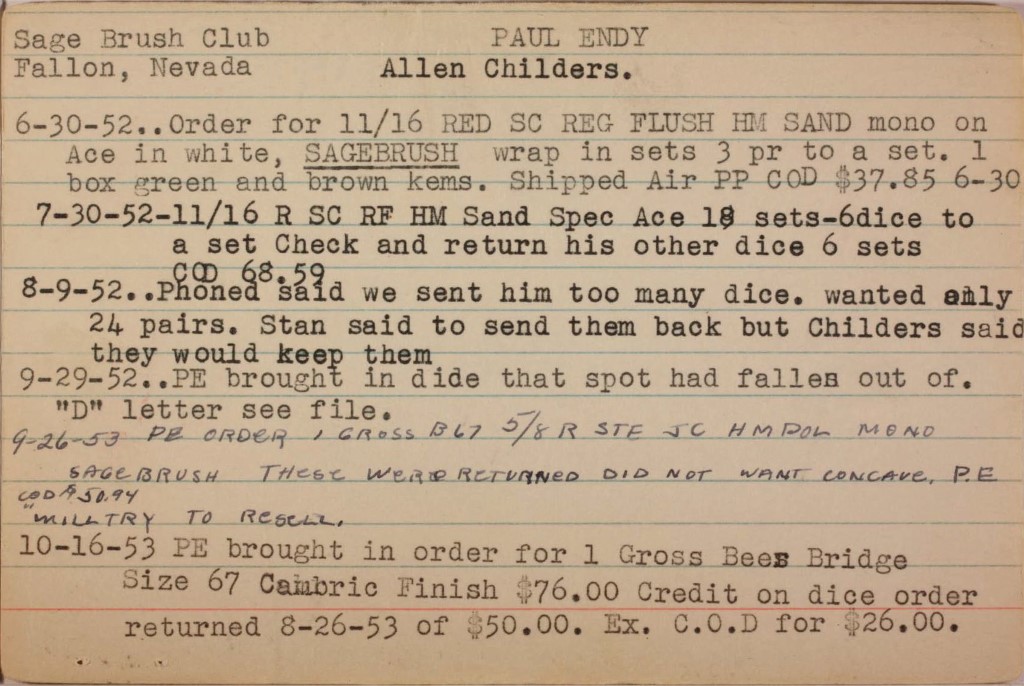 Sage Brush Club PAUL ENDY
Fallon, Nevada Allen Childers.
6-30-52..Order for 11/16 RED SC REG FLUSH HM SAND mono on
Ace in white, SAGEBRUSH wrap in sets 3 pr to a set. 1
box green and brown kems. Shipped Air PP COD $37.85 6-30
7-30-52-11/16 R SC RF HM Sand Spec Ace 18 sets-6dice to
a set Check and return his other dice 6 sets
COD 68.59
8-9-52..Phoned said we sent him too many dice. wanted only
24 pairs. Stan said to send them back but Childers said
they would keep them
9-29-52..PE brought in dide that spot had fallen out of.
"D" letter see file.
9-26-53 PE ORDER 1 GROSS B67 5/8 R STE HMPOL MONO
SAGEBRUSH THESE WERE RETURNED DID NOT WANT CONCAVE, P.E
COD $50.94
"WILL TRY TO RESELL.
10-16-53 PE brought in order for 1 Gross Bees Bridge
Size 67 Cambric Finish $76.00 Credit on dice order
returned 8-26-53 of $50.00. Ex. C.O.D for $26.00.